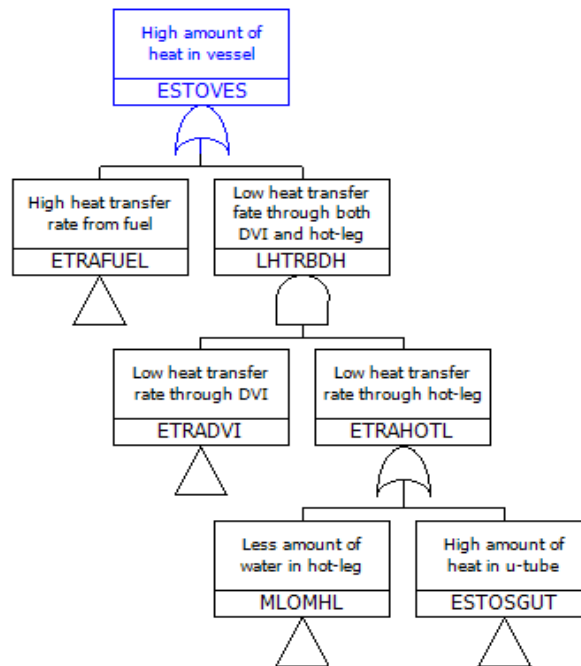 High amount of
heat in vessel
ESTOVES
High heat transfer
rate from fuel
ETRAFUEL
Low heat transfer
fate through both
DVI and hot-leg
LHTRBDH
Low heat transfer
rate through DVI
ETRADVI
Low heat transfer
rate through hot-leg
ETRAHOTL
Less amount of
water in hot-leg
MLOMHL
High amount of
heat in u-tube
ESTOSGUT